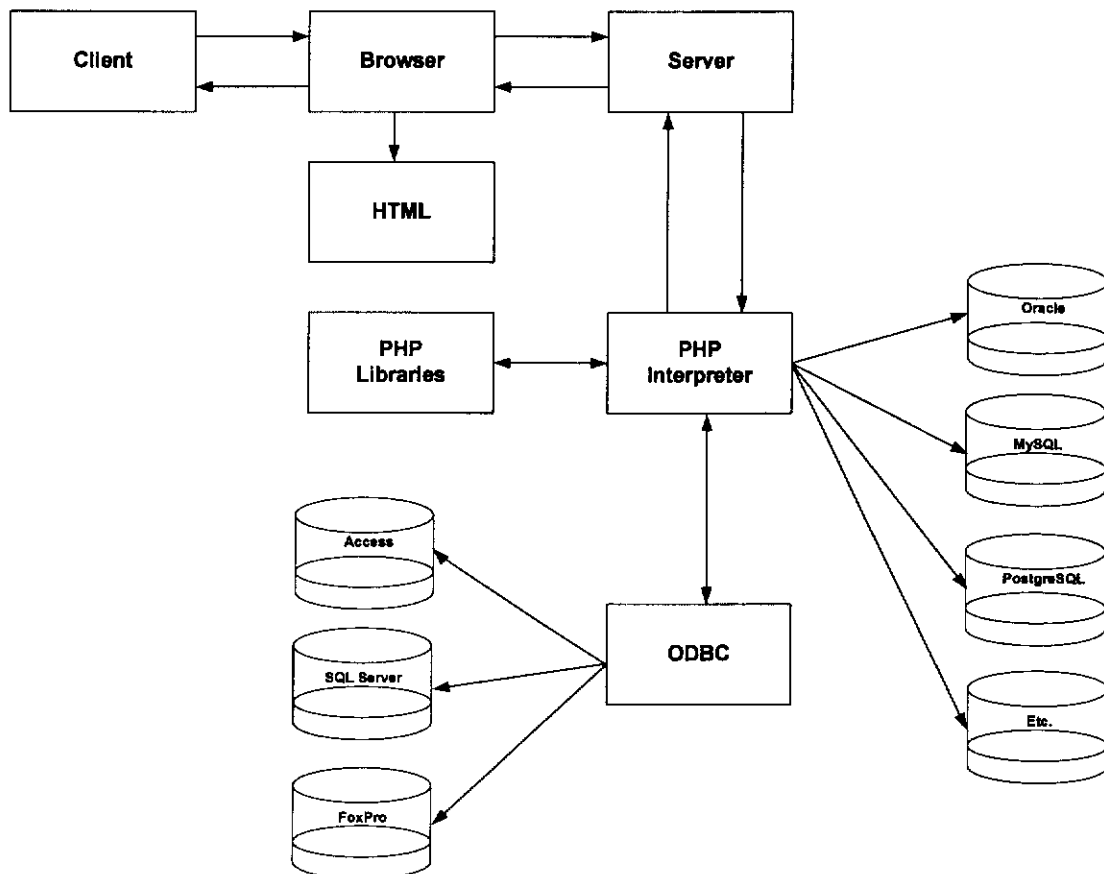 Client
Browser
Server
HTML
PHP
Libraries
PHP
Interpreter
Oracle
MySQL
PostgreSQL
Etc.
Access
SQL Server
FoxPro
ODBC